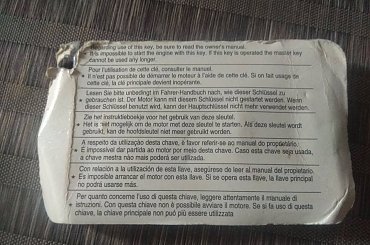 Regarding use of this key, be sure to read the owner's manual.
★ It is impossible to start the engine with this key. If this key is operated the master key
cannot be used any longer.
Pour l'utilisation de cette clé, consulter le manuel.
★ Il n'est pas possible de démarrer le moteur à l'aide de cette clé. Si on fait usage de
cette clé, la clé principale devient inopérante.
Lesen Sie bitte unbedingt im Fahrer-Handbuch nach, wie dieser Schlüssel zu
gebrauchen ist. Der Motor kann mit diesem Schlüssel nicht gestartet werden. Wenn
dieser Schlüssel benutzt wird, kann der Hauptschlüssel nicht mehr verwendet werden.
Zie het instruktieboekje voor het gebruik van deze sleutel.
★ Het is niet mogelijk om de motor met deze sleutel te starten. Als deze sleutel wordt
gebruikt, kan de hoofdsleutel niet meer gebruikt worden.
A respeito da utilização desta chave, é favor referir-se ao manual do propietário.
★ É impossível dar partida ao motor por meio desta chave. Caso esta chave seja usada,
a chave mestra não mais poderá ser utilizada.
Con relación a la utilización de esta llave, asegúrese de leer al manual del propietario.
★ Es imposible arrancar el motor con esta llave. Si se opera esta llave, la llave principal
no podrá usarse más.
Per quanto concerne l'uso di questa chiave, leggere attentamente il manuale di
istruzioni. Con questa chiave non è possibile avviare il motore. Se si fa uso di questa
chiave, la chiave principale non può più essere utilizzata